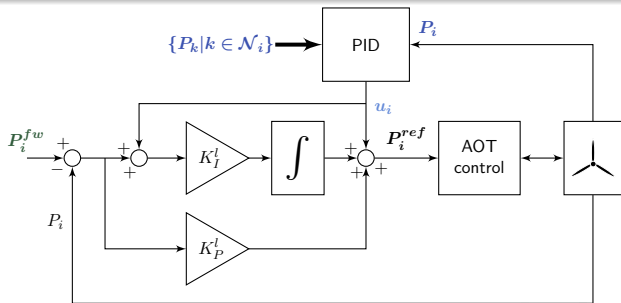 {P_k|k ∈ N_i}
PID
P_i
u_i
P_i^{fw}
+
−
+
+
K_I^l
∫
+
+
+
P_i^{ref}
AOT
control
P_i
K_P^l